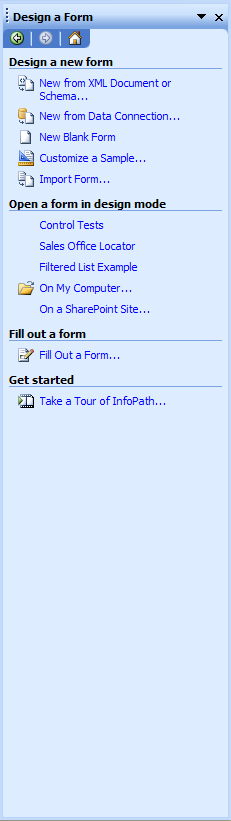 Design a Form
Design a new form
New from XML Document or
Schema...
New from Data Connection...
New Blank Form
Customize a Sample...
Import Form...
Open a form in design mode
Control Tests
Sales Office Locator
Filtered List Example
On My Computer...
On a SharePoint Site...
Fill out a form
Fill Out a Form...
Get started
Take a Tour of InfoPath...